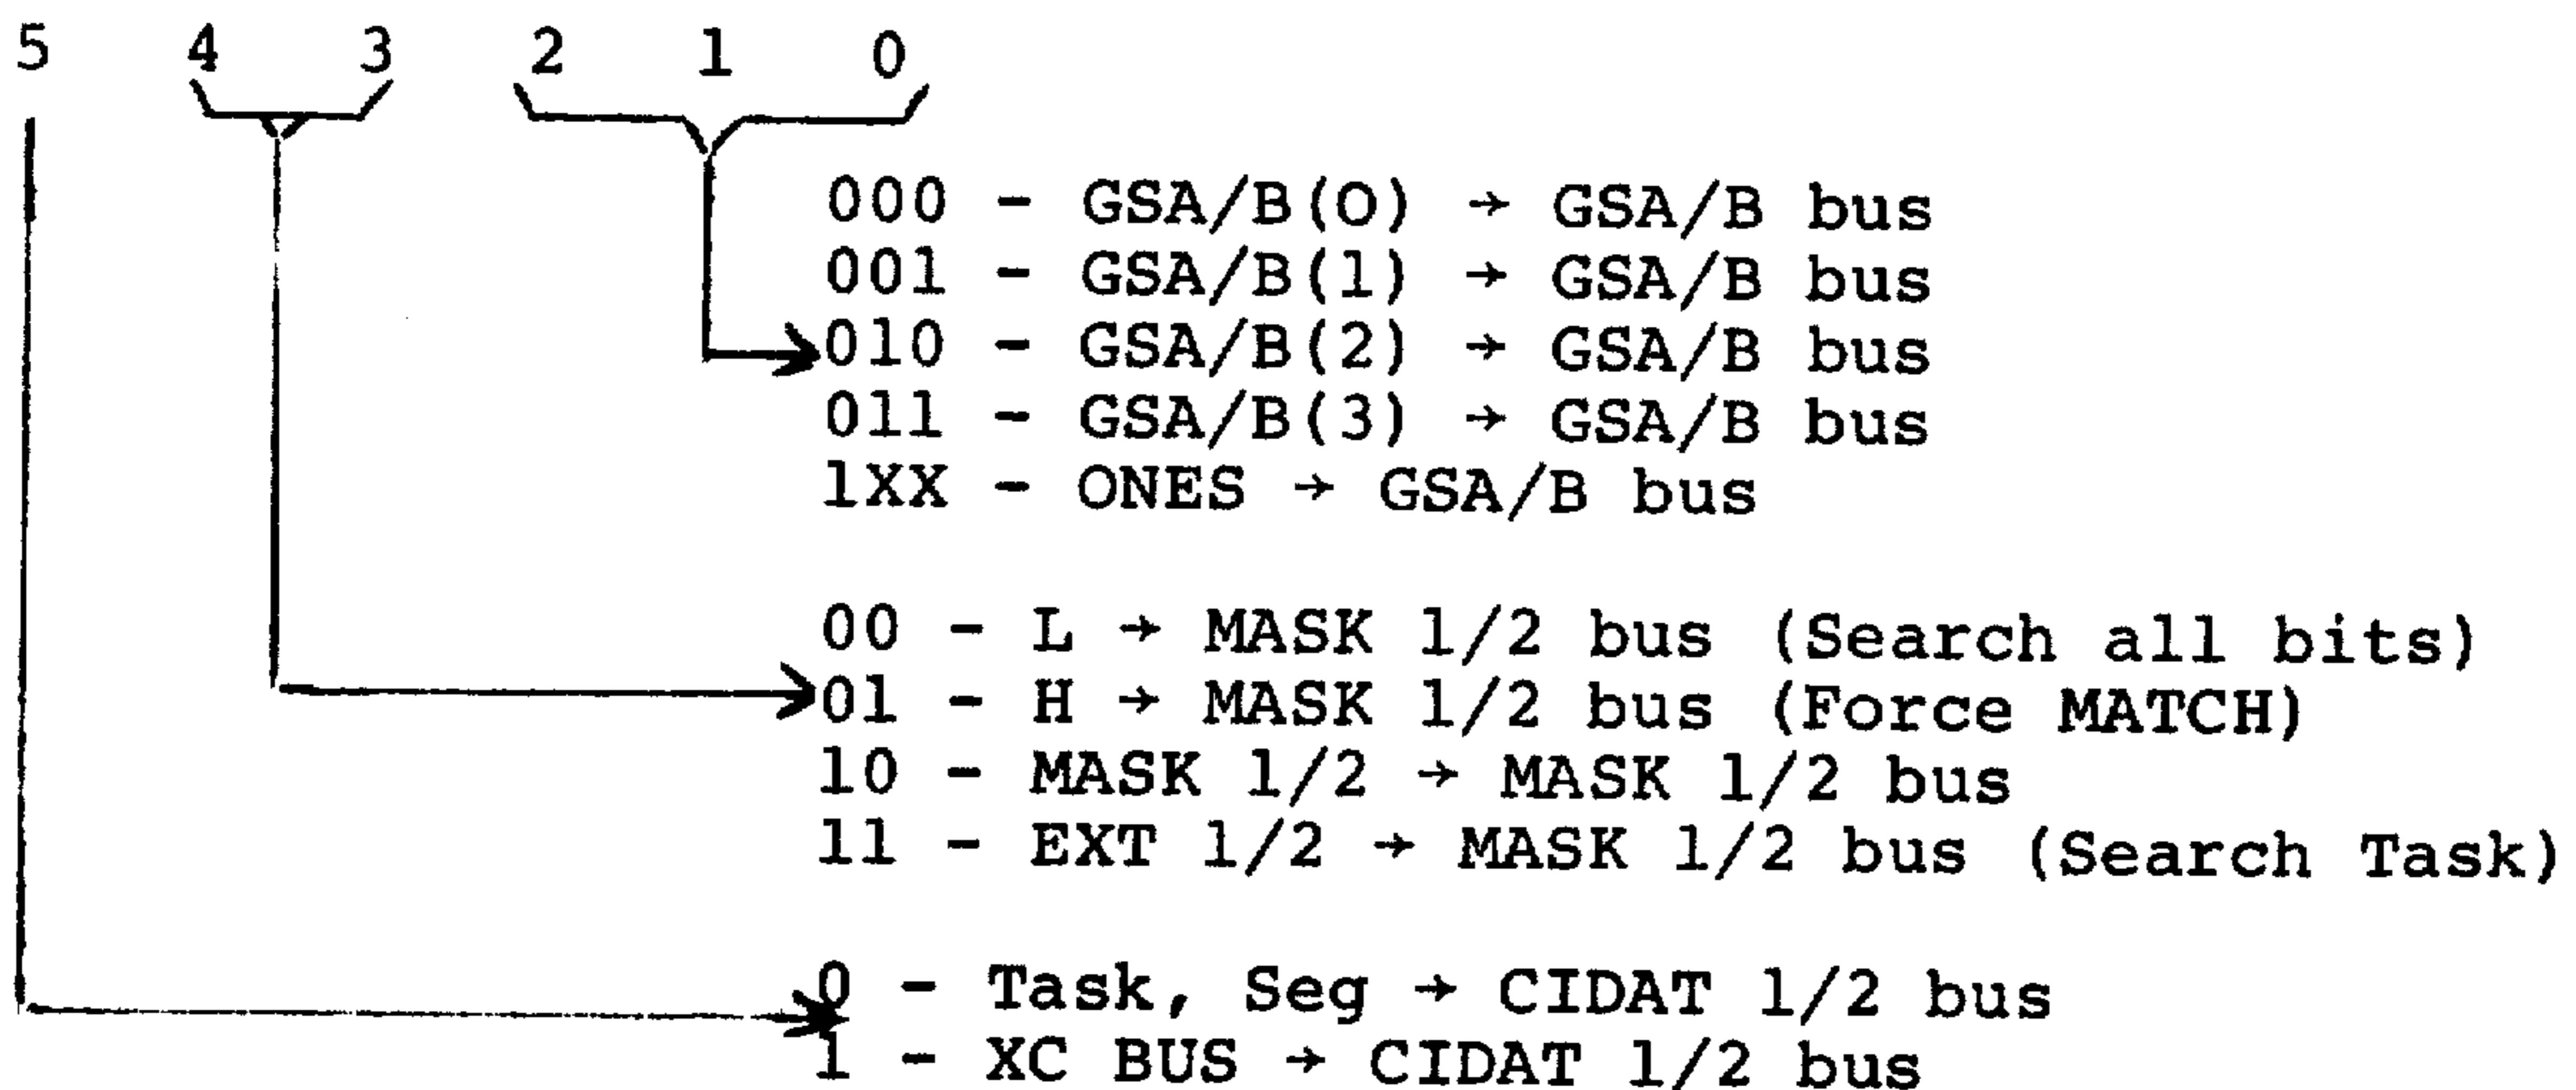 5 4 3 2 1 0
000 - GSA/B(0) → GSA/B bus
001 - GSA/B(1) → GSA/B bus
010 - GSA/B(2) → GSA/B bus
011 - GSA/B(3) → GSA/B bus
1XX - ONES → GSA/B bus
00 - L → MASK 1/2 bus (Search all bits)
01 - H → MASK 1/2 bus (Force MATCH)
10 - MASK 1/2 → MASK 1/2 bus
11 - EXT 1/2 → MASK 1/2 bus (Search Task)
0 - Task, Seg → CIDAT 1/2 bus
1 - XC BUS → CIDAT 1/2 bus